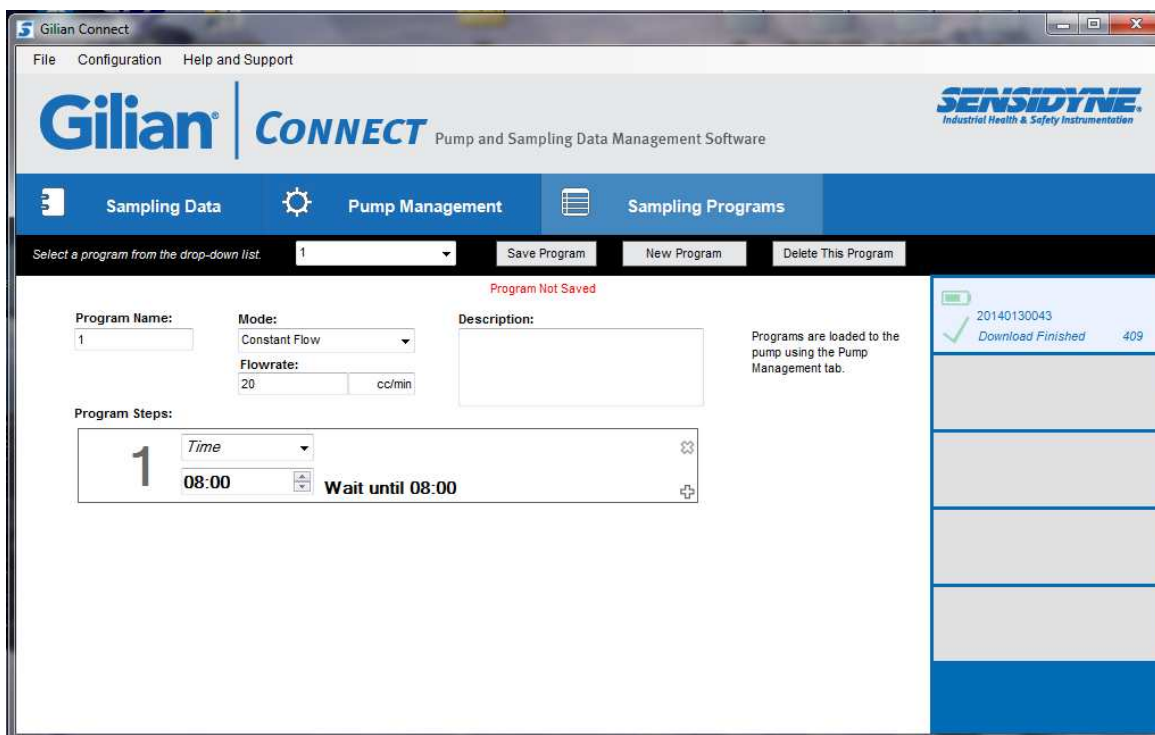 Gilian Connect
File Configuration Help and Support
Gilian® CONNECT Pump and Sampling Data Management Software
SENSIDYNE®
Industrial Health & Safety Instrumentation
Sampling Data Pump Management Sampling Programs
Select a program from the drop-down list. 1 Save Program New Program Delete This Program
Program Not Saved
Program Name: Mode: Description:
1 Constant Flow
Flowrate:
20 cc/min
Programs are loaded to the
pump using the Pump
Management tab.
Program Steps:
1 Time
08:00 Wait until 08:00
20140130043
Download Finished 409